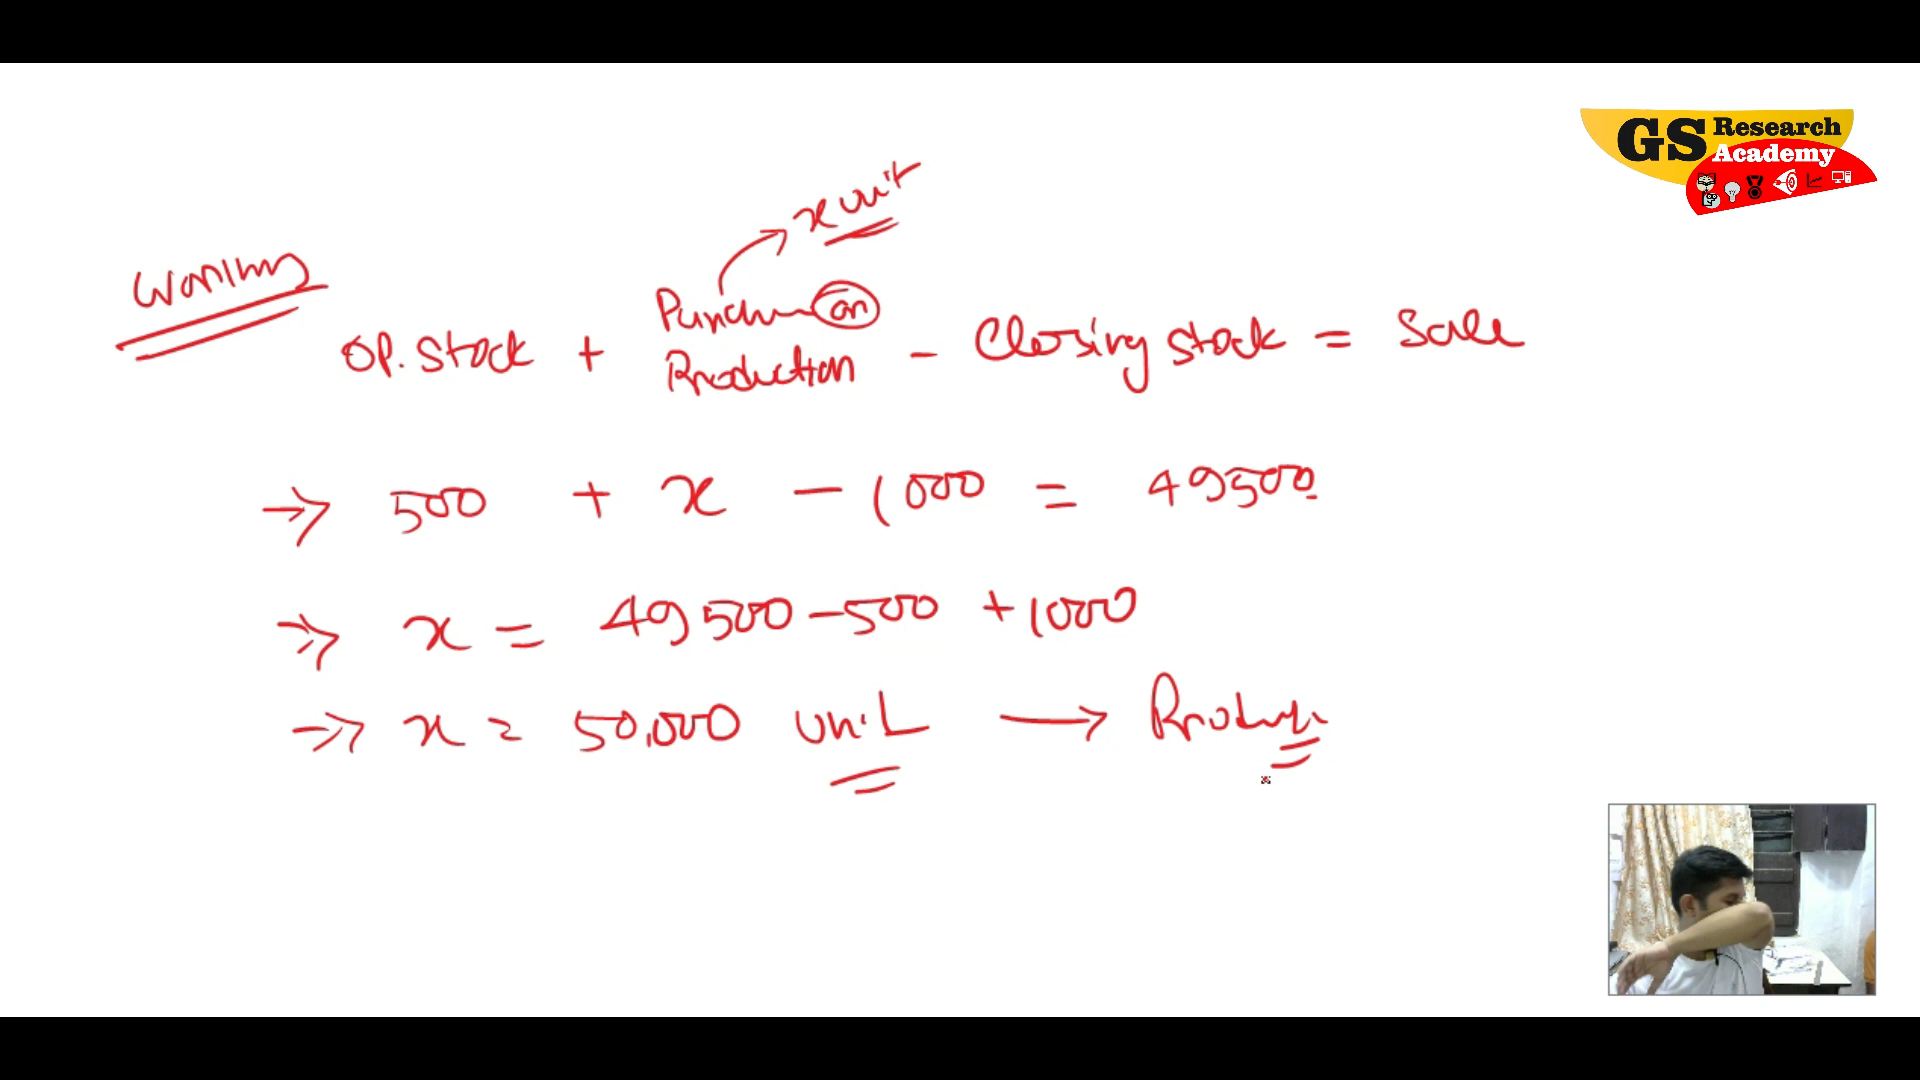 GS Research
Academy
x unit
Working
OP. Stock + Purchase or Production - Closing stock = Sale
⇒ 500 + x - 1000 = 49500
⇒ x = 49500 - 500 + 1000
⇒ x = 50,000 unit → Produce